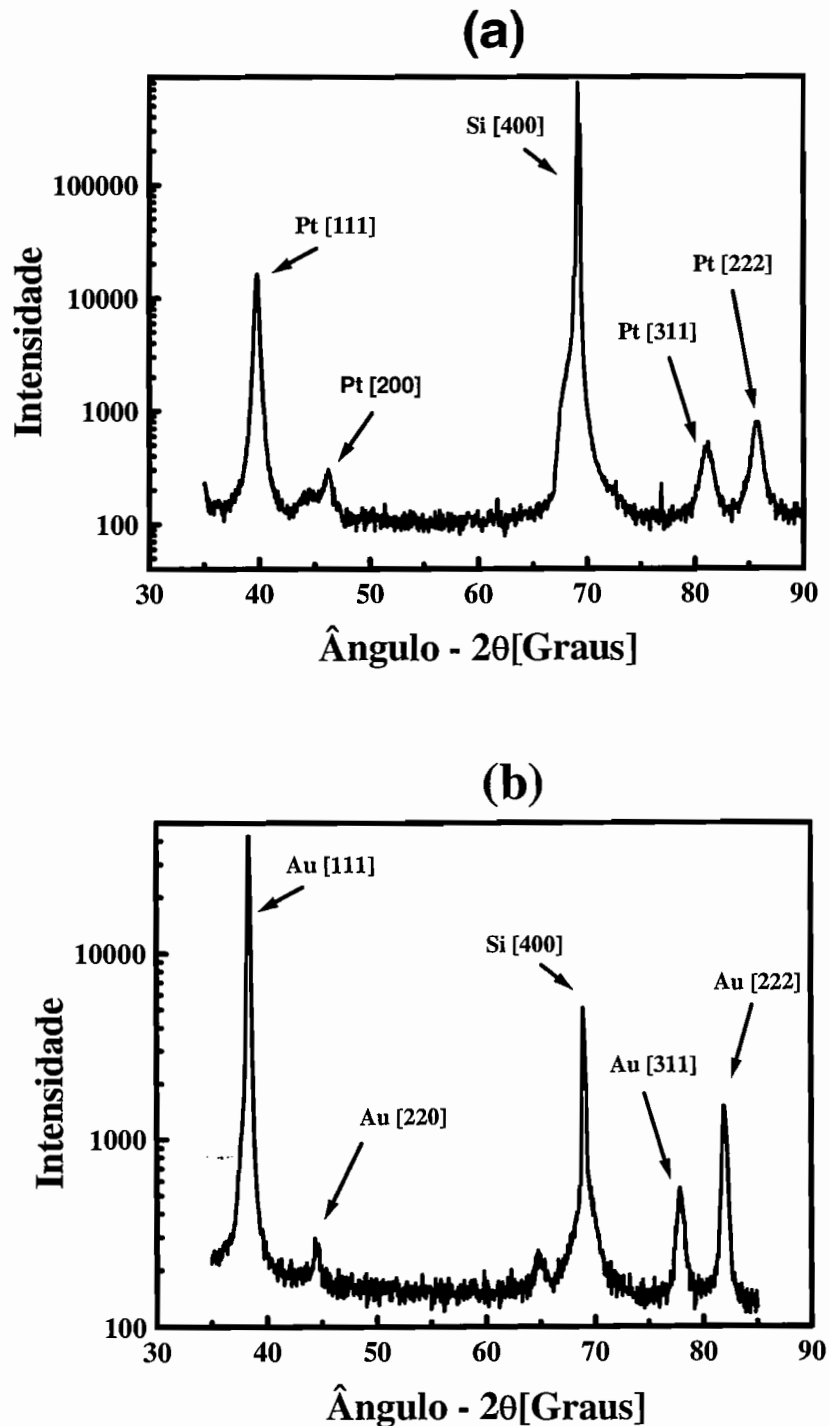 (a)
Si [400]
100000
Pt [111]
Pt [222]
10000
Pt [311]
Pt [200]
1000
100
Intensidade
30 40 50 60 70 80 90
Ângulo - 2θ[Graus]
(b)
Au [111]
Si [400]
10000
Au [222]
Au [311]
Au [220]
1000
100
Intensidade
30 40 50 60 70 80 90
Ângulo - 2θ[Graus]